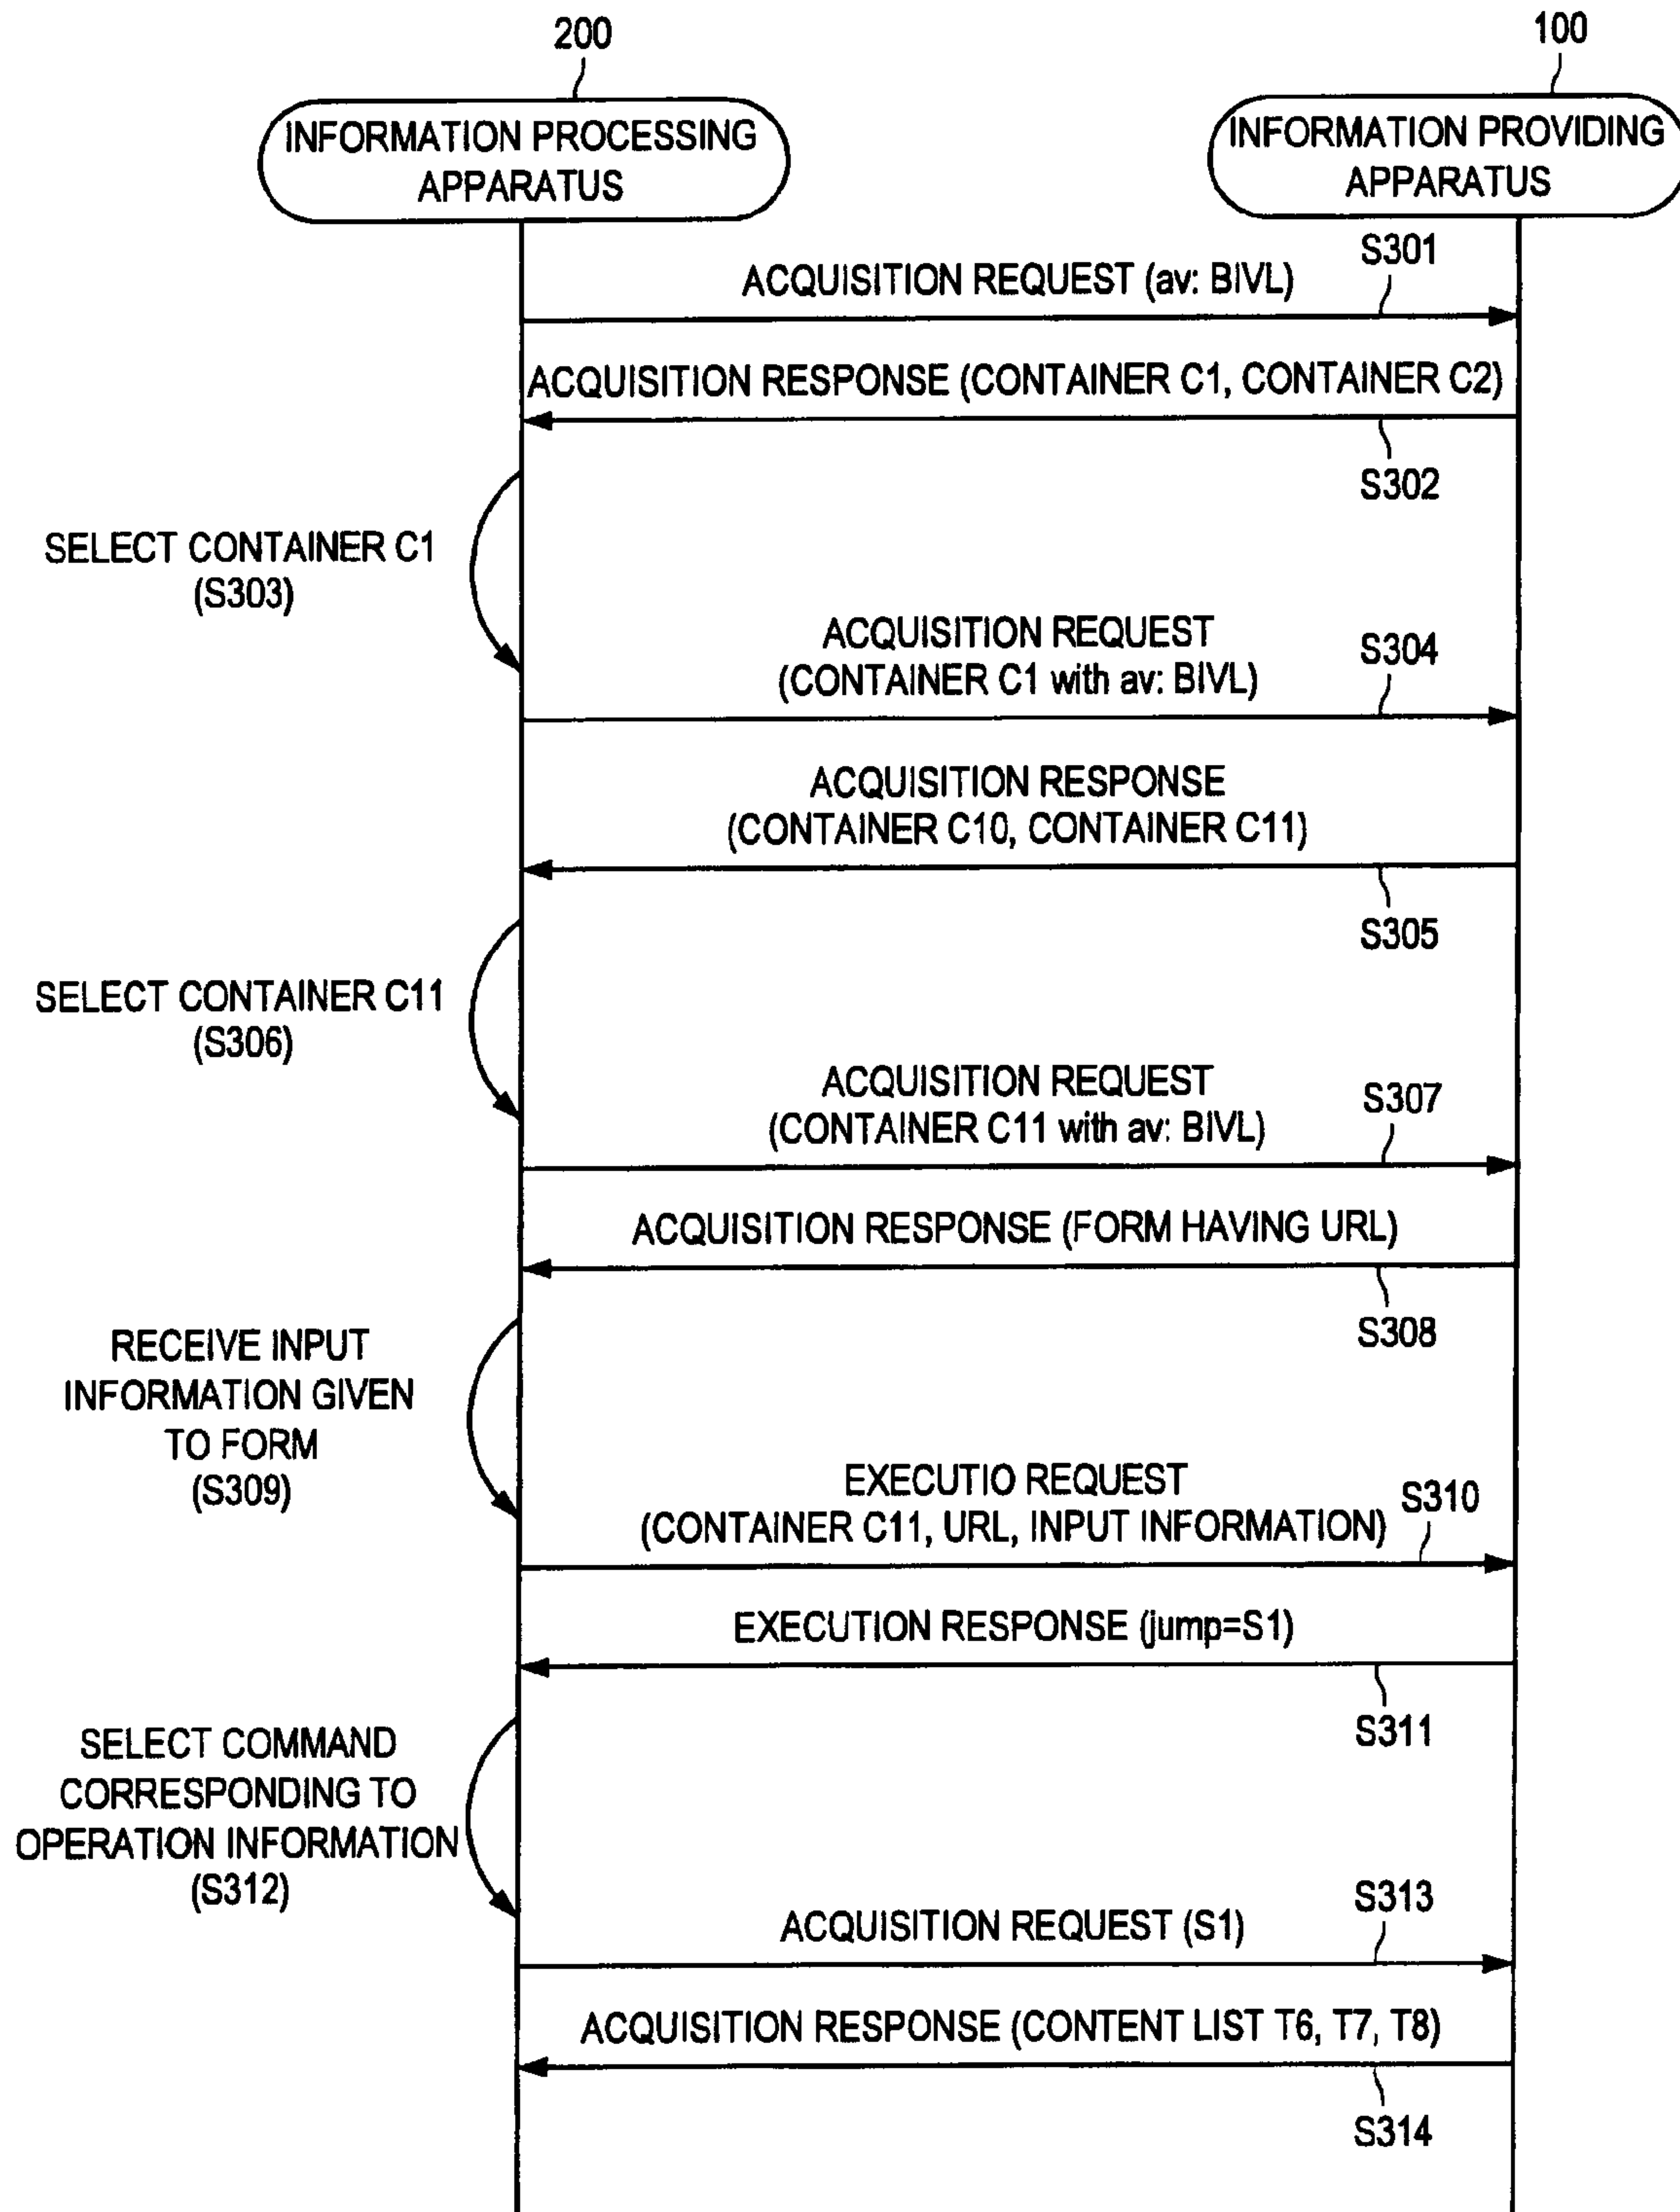 200
100
INFORMATION PROCESSING
APPARATUS
INFORMATION PROVIDING
APPARATUS
S301
ACQUISITION REQUEST (av: BIVL)
ACQUISITION RESPONSE (CONTAINER C1, CONTAINER C2)
S302
SELECT CONTAINER C1
(S303)
ACQUISITION REQUEST
(CONTAINER C1 with av: BIVL)
S304
ACQUISITION RESPONSE
(CONTAINER C10, CONTAINER C11)
S305
SELECT CONTAINER C11
(S306)
ACQUISITION REQUEST
(CONTAINER C11 with av: BIVL)
S307
ACQUISITION RESPONSE (FORM HAVING URL)
S308
RECEIVE INPUT
INFORMATION GIVEN
TO FORM
(S309)
EXECUTIO REQUEST
(CONTAINER C11, URL, INPUT INFORMATION)
S310
EXECUTION RESPONSE (jump=S1)
S311
SELECT COMMAND
CORRESPONDING TO
OPERATION INFORMATION
(S312)
S313
ACQUISITION REQUEST (S1)
ACQUISITION RESPONSE (CONTENT LIST T6, T7, T8)
S314